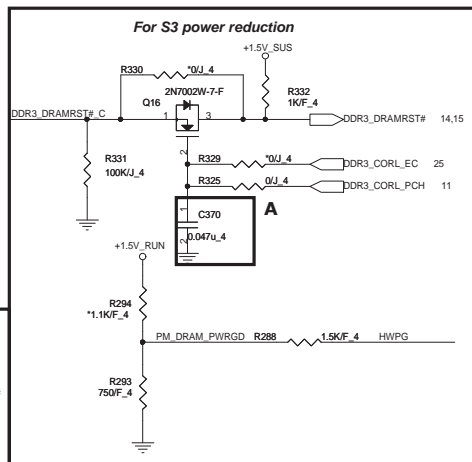 For S3 power reduction
+1.5V_SUS
R330 *0/J_4
Q16 2N7002W-7-F
R332
1K/F_4
DDR3_DRAMRST#_C 1 3 DDR3_DRAMRST# 14,15
2
R331
100K/J_4
R329 *0/J_4 DDR3_CORL_EC 25
R325 0/J_4 DDR3_CORL_PCH 11
A
1
C370
0.047u_4
2
+1.5V_RUN
R294
*1.1K/F_4
PM_DRAM_PWRGD R288 1.5K/F_4 HWPG
R293
750/F_4